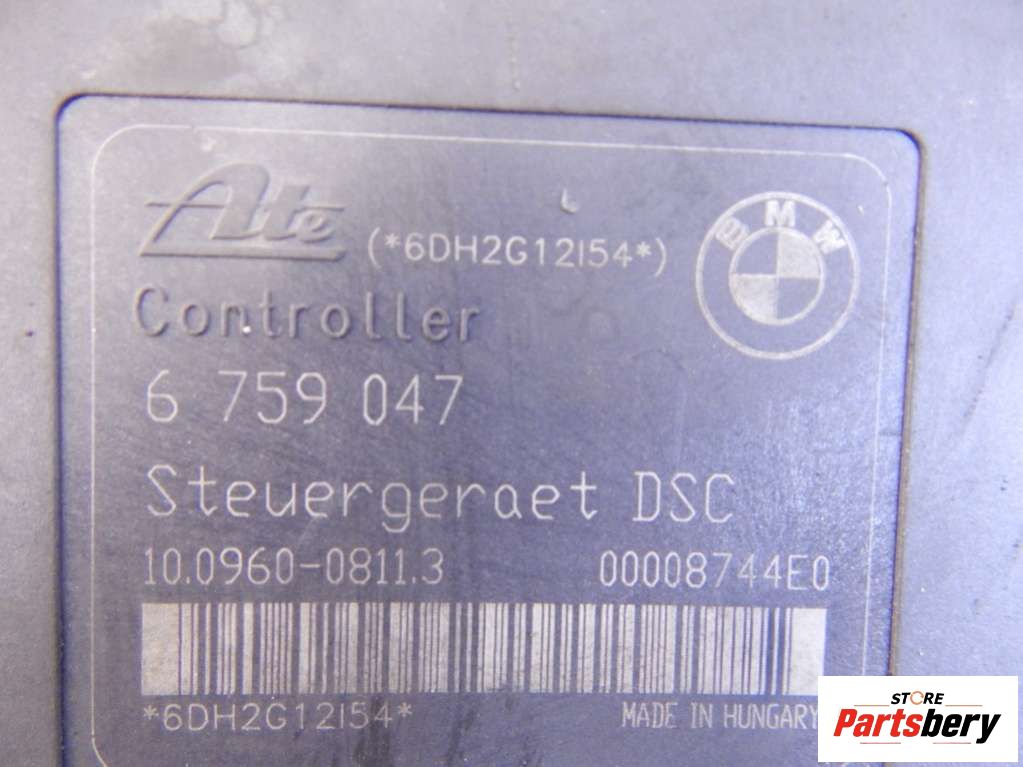 Ate (*6DH2G12I54*)
BMW
Controller
6 759 047
Steuergeraet DSC
10.0960-0811.3 00008744E0
*6DH2G12I54* MADE IN HUNGARY
STORE
Partsbery